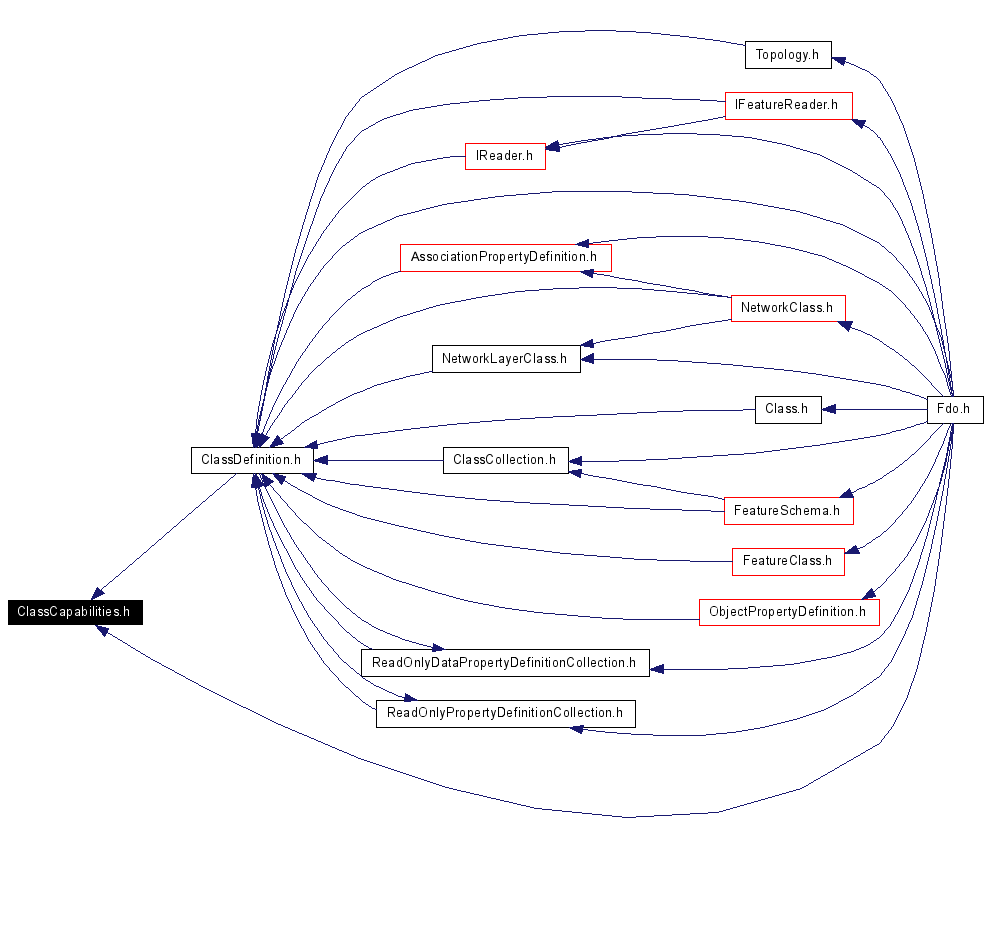 Topology.h
IFeatureReader.h
IReader.h
AssociationPropertyDefinition.h
NetworkClass.h
NetworkLayerClass.h
Class.h
Fdo.h
ClassDefinition.h
ClassCollection.h
FeatureSchema.h
FeatureClass.h
ClassCapabilities.h
ObjectPropertyDefinition.h
ReadOnlyDataPropertyDefinitionCollection.h
ReadOnlyPropertyDefinitionCollection.h